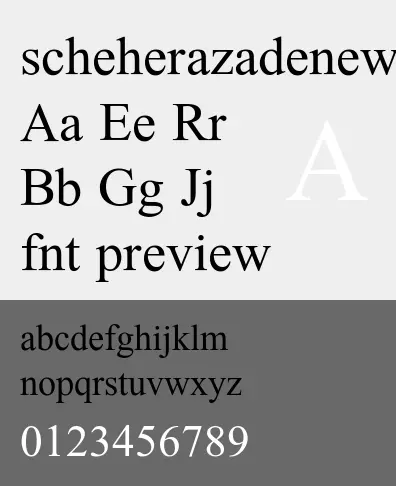 scheherazadenew
Aa Ee Rr
A
Bb Gg Jj
fnt preview
abcdefghijklm
nopqrstuvwxyz
0123456789